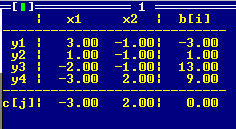 [▮] 1
x1 x2 b[i]
y1 3.00 -1.00 -3.00
y2 -1.00 1.00 1.00
y3 -2.00 -1.00 13.00
y4 -3.00 2.00 9.00
c[j] -3.00 2.00 0.00